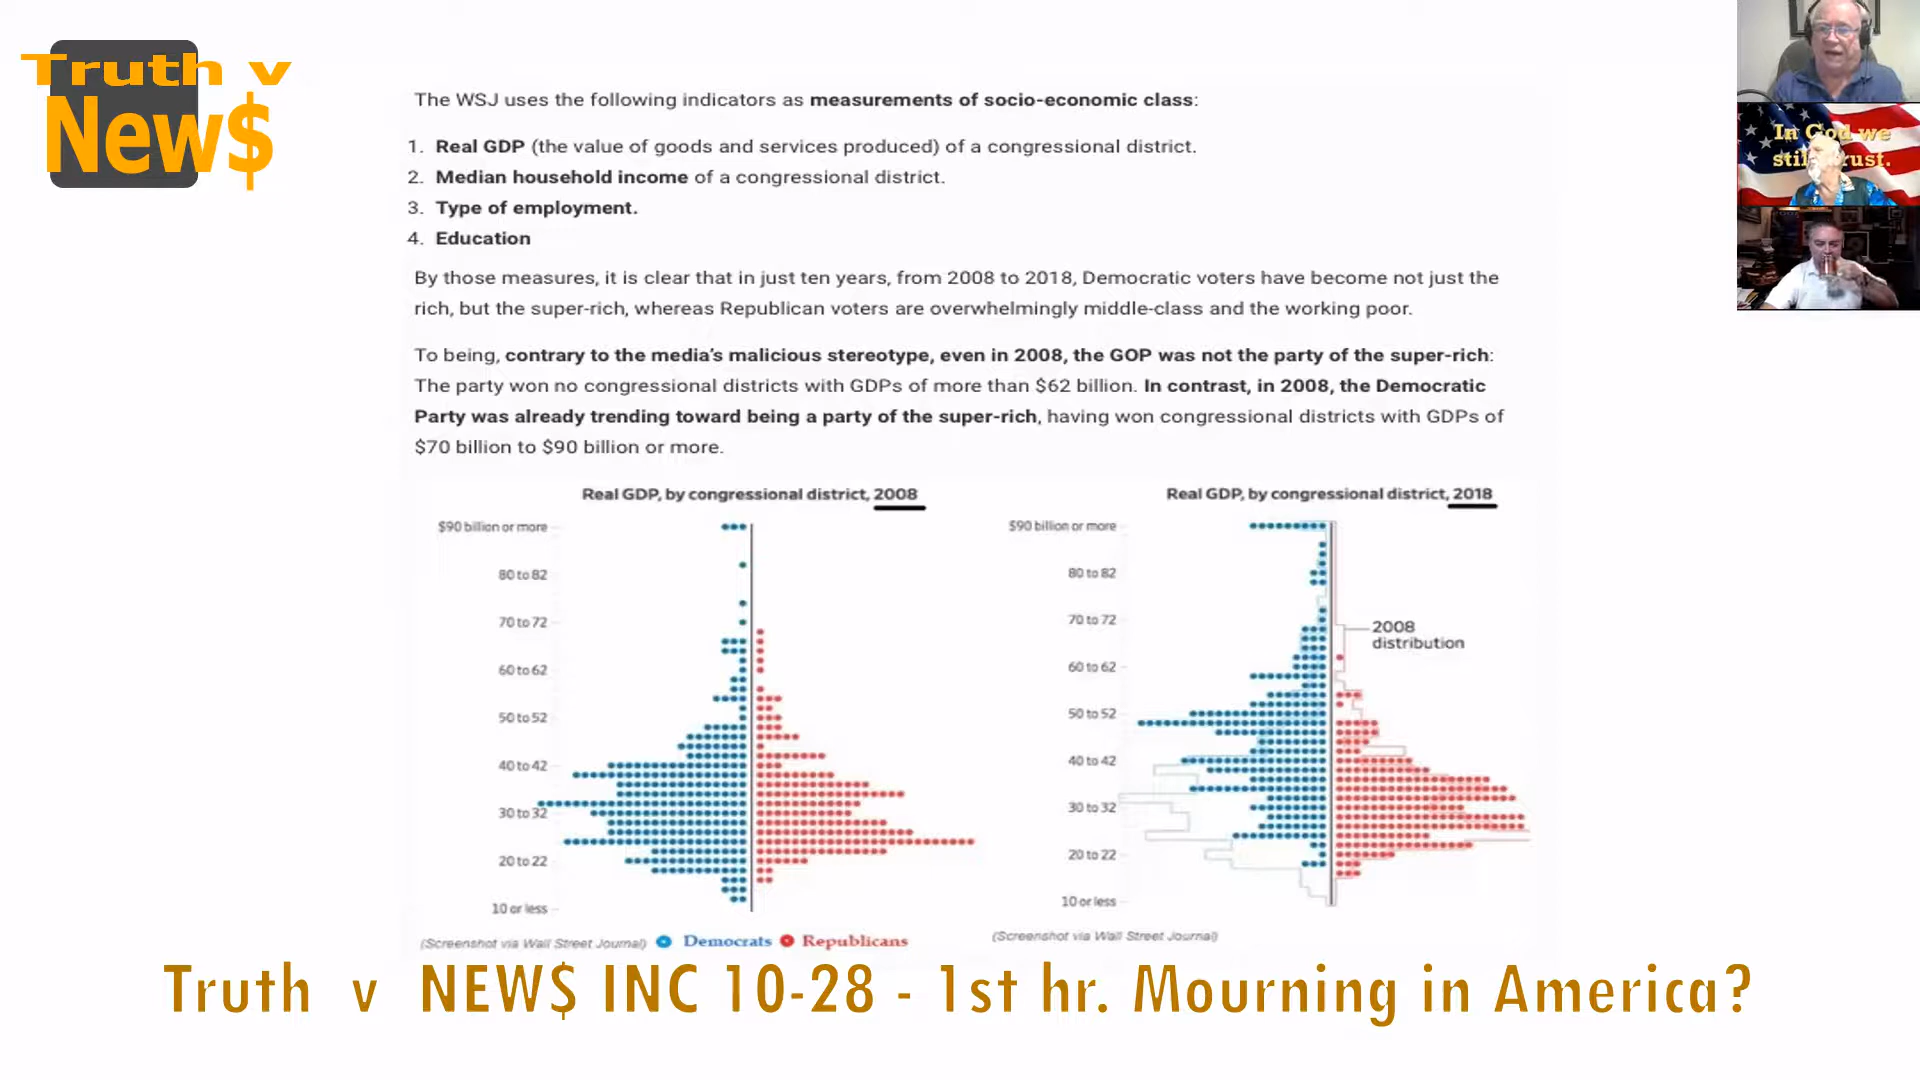 Truth v
New$
The WSJ uses the following indicators as measurements of socio-economic class:
1. Real GDP (the value of goods and services produced) of a congressional district.
2. Median household income of a congressional district.
3. Type of employment.
4. Education
By those measures, it is clear that in just ten years, from 2008 to 2018, Democratic voters have become not just the
rich, but the super-rich, whereas Republican voters are overwhelmingly middle-class and the working poor.
To being, contrary to the media's malicious stereotype, even in 2008, the GOP was not the party of the super-rich:
The party won no congressional districts with GDPs of more than $62 billion. In contrast, in 2008, the Democratic
Party was already trending toward being a party of the super-rich, having won congressional districts with GDPs of
$70 billion to $90 billion or more.
Real GDP, by congressional district, 2008
$90 billion or more
80 to 82
70 to 72
60 to 62
50 to 52
40 to 42
30 to 32
20 to 22
10 or less
(Screenshot via Wall Street Journal)
Democrats
Republicans
Real GDP, by congressional district, 2018
$90 billion or more
80 to 82
70 to 72
60 to 62
50 to 52
40 to 42
30 to 32
20 to 22
10 or less
2008
distribution
(Screenshot via Wall Street Journal)
In God we
still trust.
Truth v NEW$ INC 10-28 - 1st hr. Mourning in America?